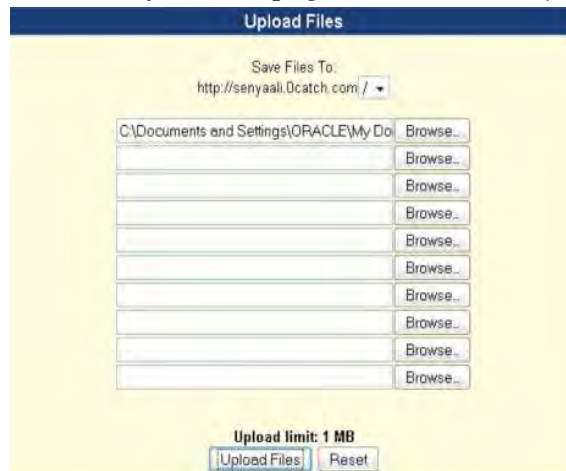 Upload Files
Save Files To:
http://senyaali.0catch.com /
C:\Documents and Settings\ORACLE\My Do Browse...
Browse...
Browse...
Browse...
Browse...
Browse...
Browse...
Browse...
Browse...
Browse...
Upload limit: 1 MB
Upload Files Reset